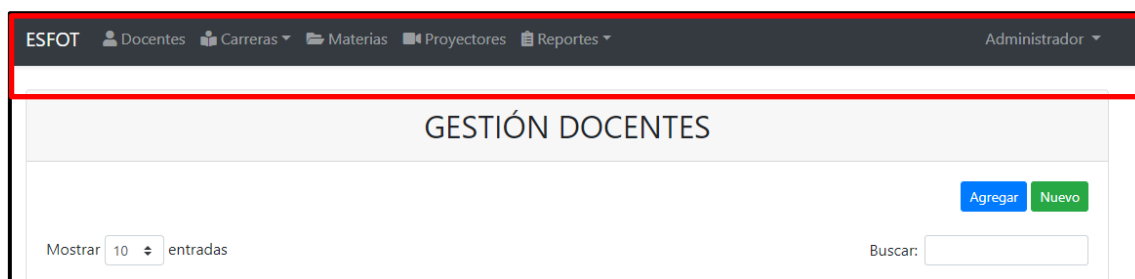 ESFOT Docentes Carreras Materias Proyectores Reportes Administrador
GESTIÓN DOCENTES
Agregar Nuevo
Mostrar 10 entradas Buscar: